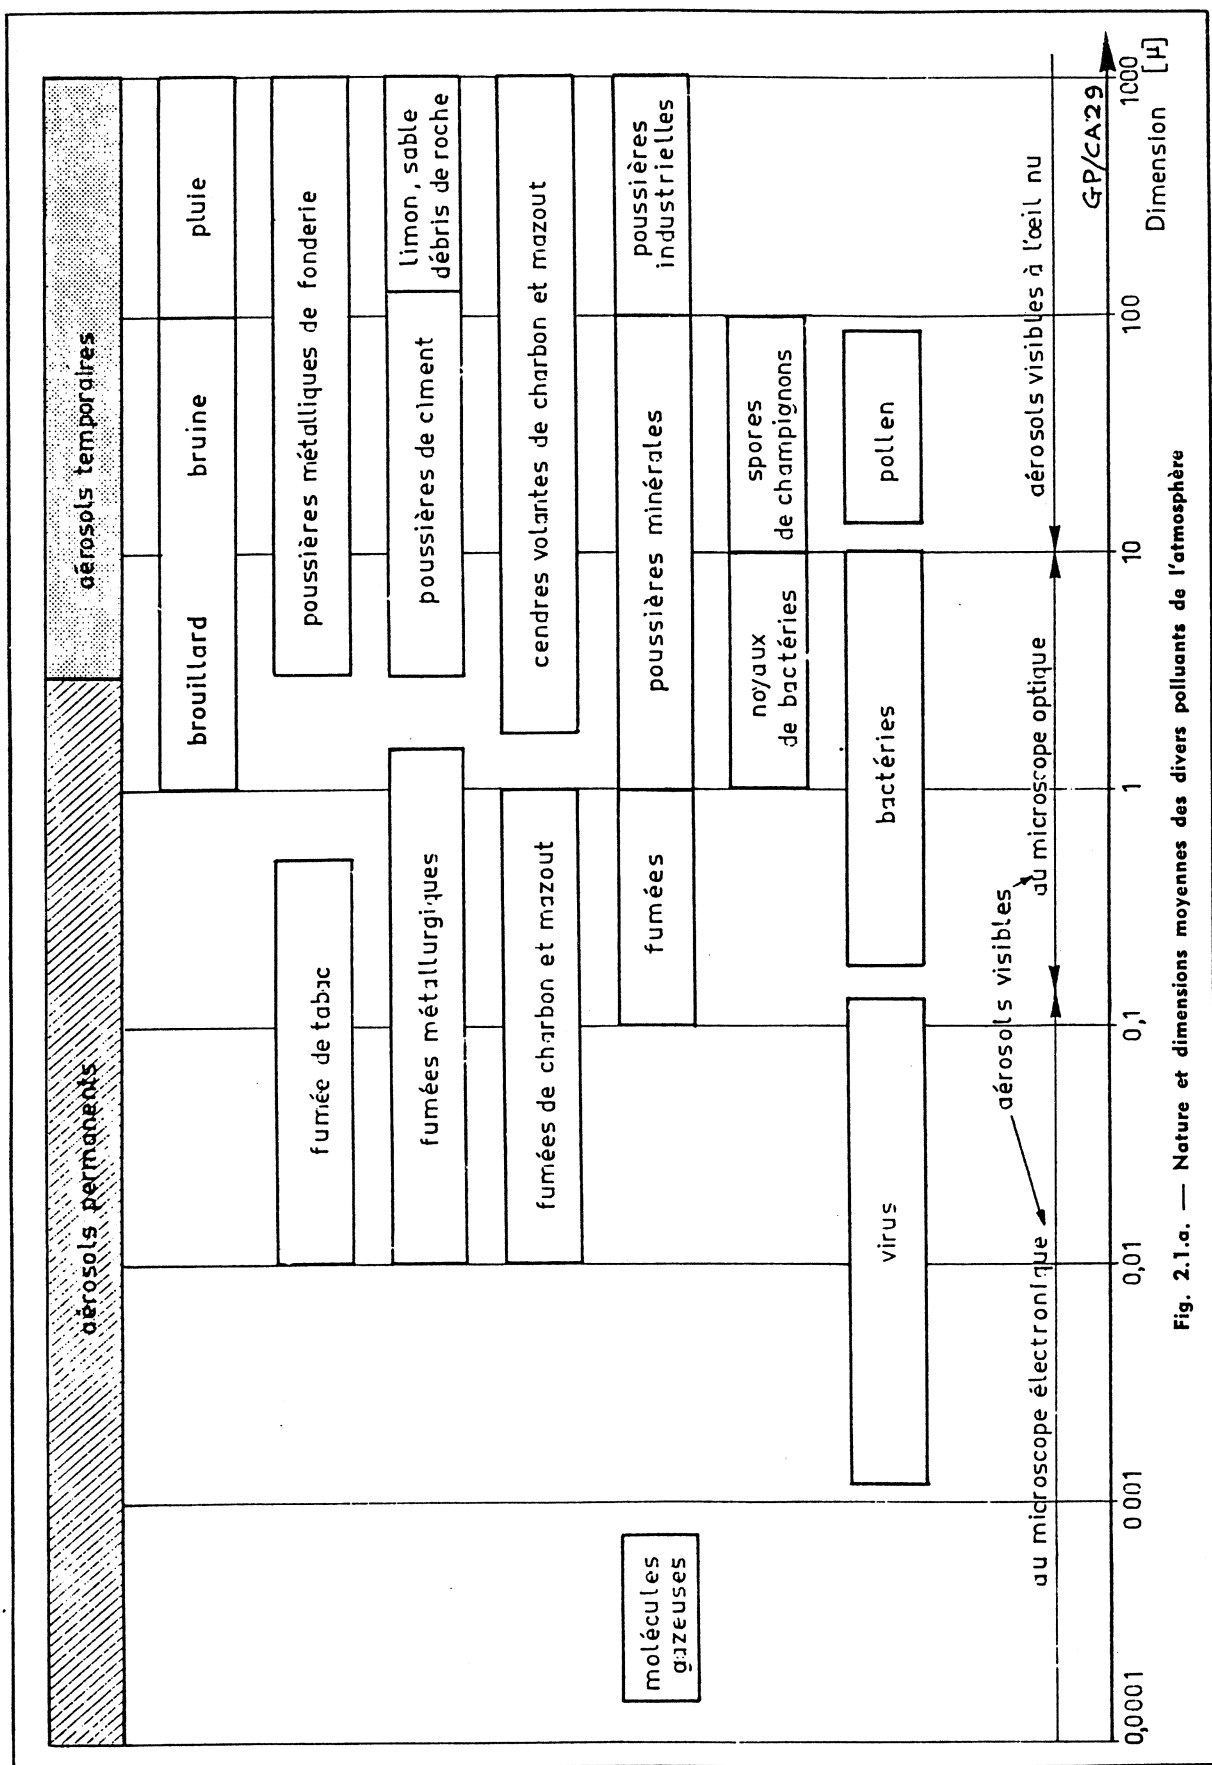 aérosols permanents
aérosols temporaires
brouillard
bruine
pluie
fumée de tabac
poussières métalliques de fonderie
fumées métallurgiques
poussières de ciment
limon, sable
débris de roche
fumées de charbon et mazout
cendres volantes de charbon et mazout
molécules
gazeuses
fumées
poussières minérales
poussières
industrielles
noyaux
de bactéries
spores
de champignons
virus
bactéries
pollen
aérosols visibles
au microscope électronique
au microscope optique
aérosols visibles à l'œil nu
GP/CA29
0,0001
0 001
0,01
0,1
1
10
100
1000
Dimension [µ]
Fig. 2.1.a. — Nature et dimensions moyennes des divers polluants de l'atmosphère